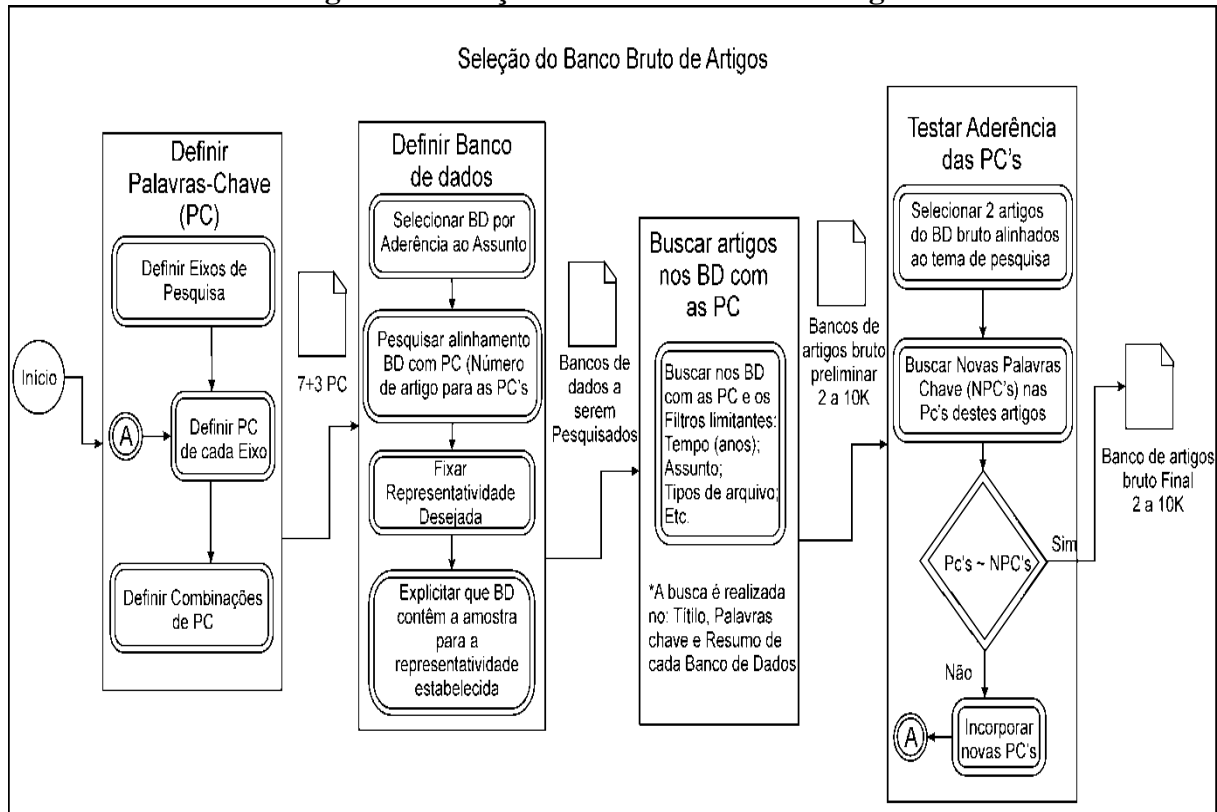 Seleção do Banco Bruto de Artigos
Início
Definir
Palavras-Chave
(PC)
Definir Eixos de
Pesquisa
A
Definir PC
de cada Eixo
Definir Combinações
de PC
7+3 PC
Definir Banco
de dados
Selecionar BD por
Aderência ao Assunto
Pesquisar alinhamento
BD com PC (Número
de artigo para as PC's
Fixar
Representatividade
Desejada
Explicitar que BD
contêm a amostra
para a
representatividade
estabelecida
Bancos de
dados a
serem
Pesquisados
Buscar artigos
nos BD com
as PC
Buscar nos BD
com as PC e os
Filtros limitantes:
Tempo (anos);
Assunto;
Tipos de arquivo;
Etc.
*A busca é realizada
no: Títilo, Palavras
chave e Resumo de
cada Banco de Dados
Bancos de
artigos bruto
preliminar
2 a 10K
Testar Aderência
das PC's
Selecionar 2 artigos
do BD bruto alinhados
ao tema de pesquisa
Buscar Novas Palavras
Chave (NPC's) nas
Pc's destes artigos
Pc's ~ NPC's
Sim
Não
Incorporar
novas PC's
A
Banco de artigos
bruto Final
2 a 10K